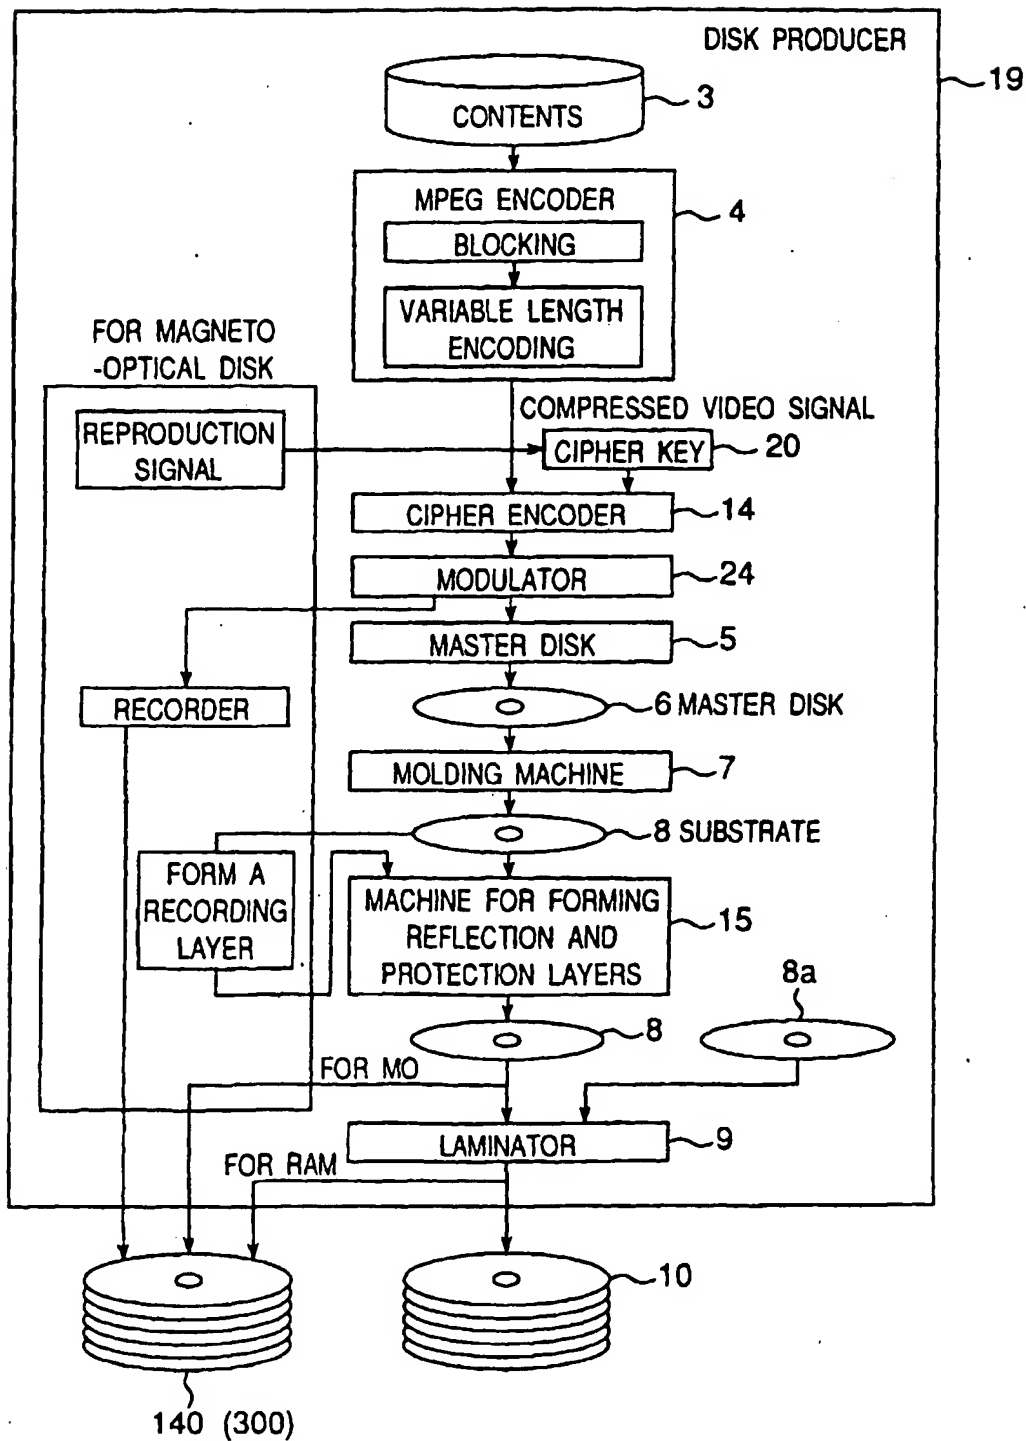 DISK PRODUCER
19
CONTENTS
3
MPEG ENCODER
4
BLOCKING
VARIABLE LENGTH
ENCODING
FOR MAGNETO
-OPTICAL DISK
COMPRESSED VIDEO SIGNAL
REPRODUCTION
SIGNAL
CIPHER KEY
20
CIPHER ENCODER
14
MODULATOR
24
MASTER DISK
5
RECORDER
6 MASTER DISK
MOLDING MACHINE
7
8 SUBSTRATE
FORM A
RECORDING
LAYER
MACHINE FOR FORMING
REFLECTION AND
PROTECTION LAYERS
15
8a
8
FOR MO
LAMINATOR
9
FOR RAM
10
140 (300)